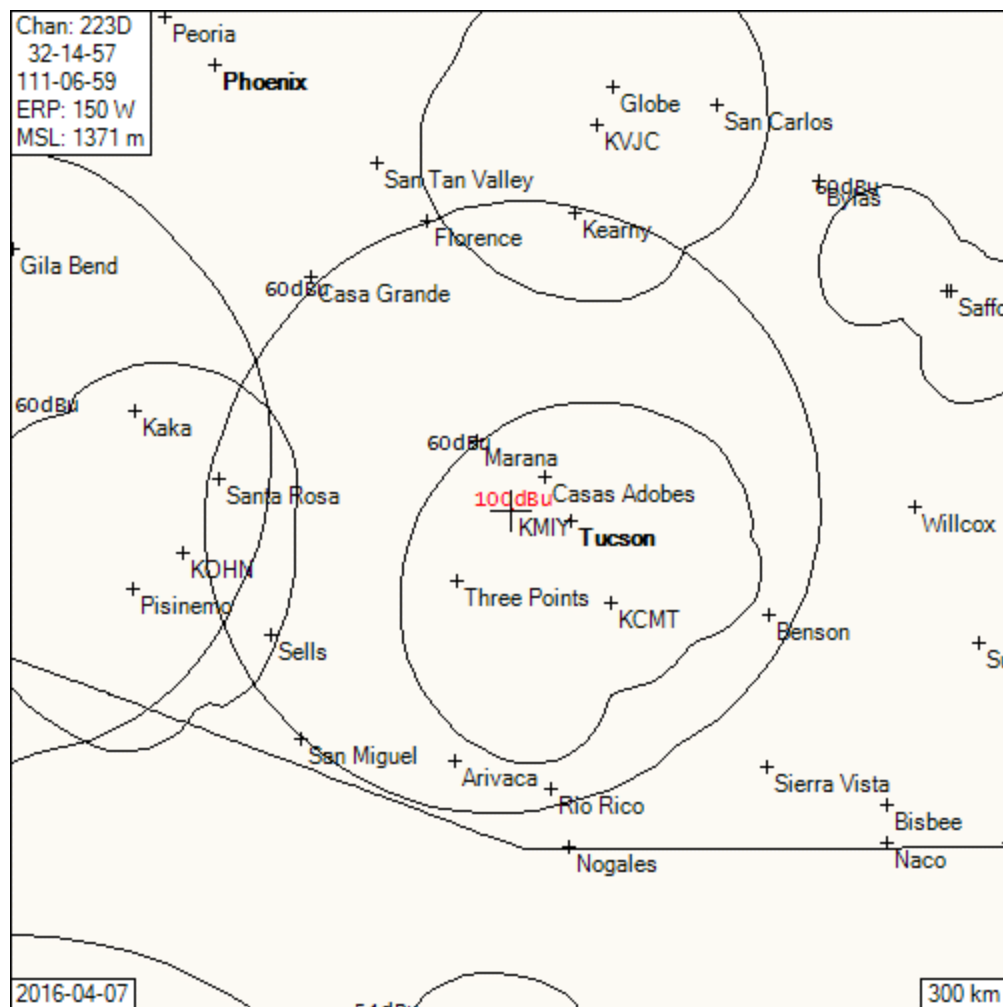 Chan: 223D
32-14-57
111-06-59
ERP: 150 W
MSL: 1371 m
Peoria
Phoenix
Globe
KVJC
San Carlos
San Tan Valley
60dBu
Bylas
Florence
Kearny
Gila Bend
60dBu
Casa Grande
60dBu
Kaka
60dBu
Marana
Santa Rosa
100dBu
Casas Adobes
KMIY
Tucson
Willcox
KOHN
Pisinemo
Three Points
KCMT
Benson
Sells
San Miguel
Arivaca
Rio Rico
Sierra Vista
Bisbee
Nogales
Naco
2016-04-07
300 km